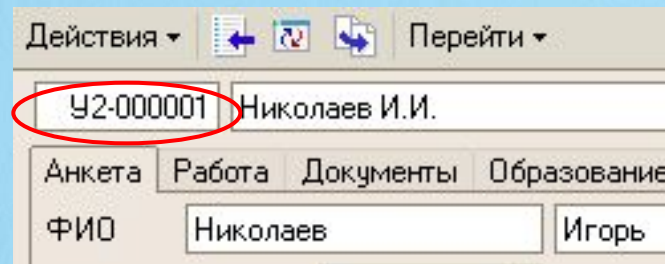 Действия Перейти
У2-000001 Николаев И.И.
Анкета Работа Документы Образование
ФИО Николаев Игорь